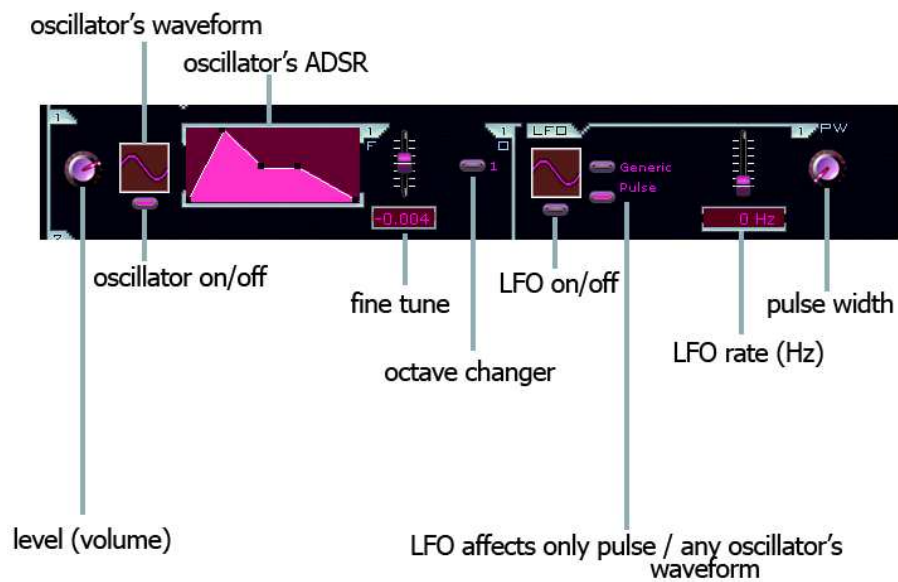 oscillator's waveform
oscillator's ADSR
1
1
F
1
O
LFO
1
PW
1
Generic
Pulse
-0.004
0 Hz
2
oscillator on/off
fine tune
LFO on/off
pulse width
octave changer
LFO rate (Hz)
level (volume)
LFO affects only pulse / any oscillator's
waveform